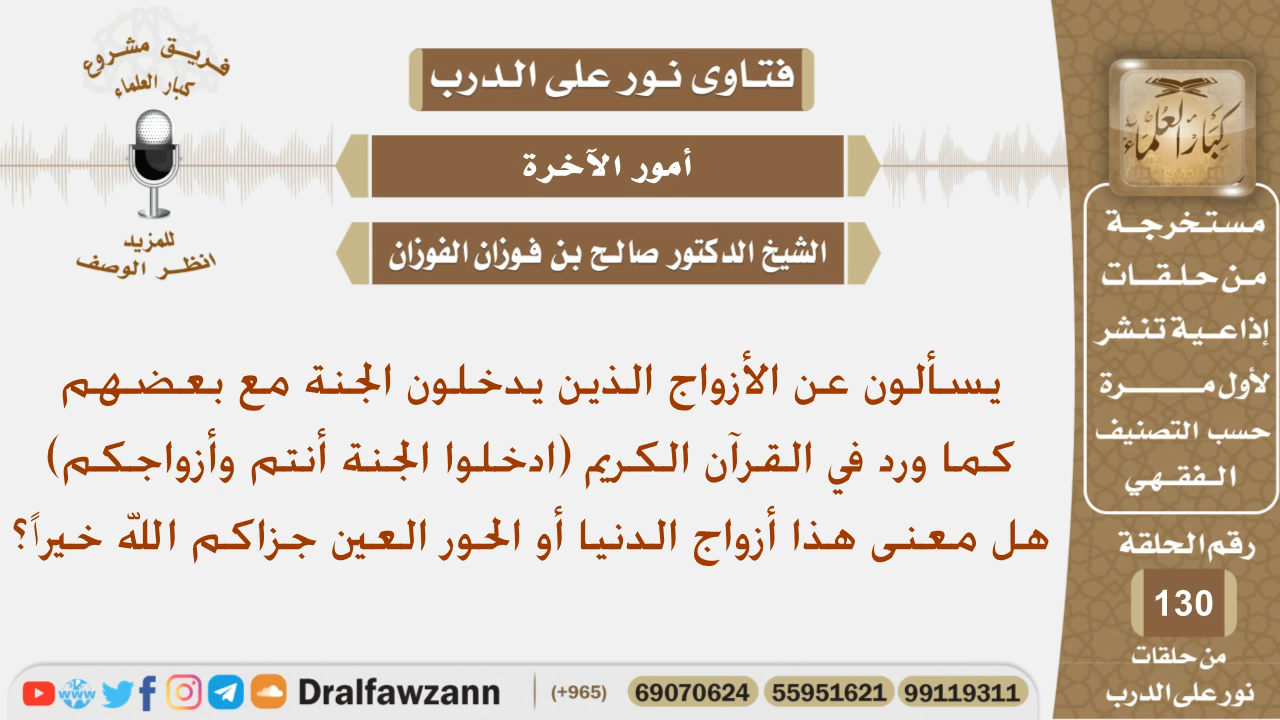 فتاوى نور على الدرب
أمور الآخرة
الشيخ الدكتور صالح بن فوزان الفوزان
فريق مشروع
كبار العلماء
للمزيد
انظر الوصف
يسألون عن الأزواج الذين يدخلون الجنة مع بعضهم
كما ورد في القرآن الكريم (ادخلوا الجنة أنتم وأزواجكم)
هل معنى هذا أزواج الدنيا أو الحور العين جزاكم الله خيراً؟
كبار العلماء
مستخرجة
من حلقات
إذاعية تنشر
لأول مرة
حسب التصنيف
الفقهي
رقم الحلقة
130
من حلقات
نور على الدرب
www Dralfawzann (+965) 69070624 55951621 99119311